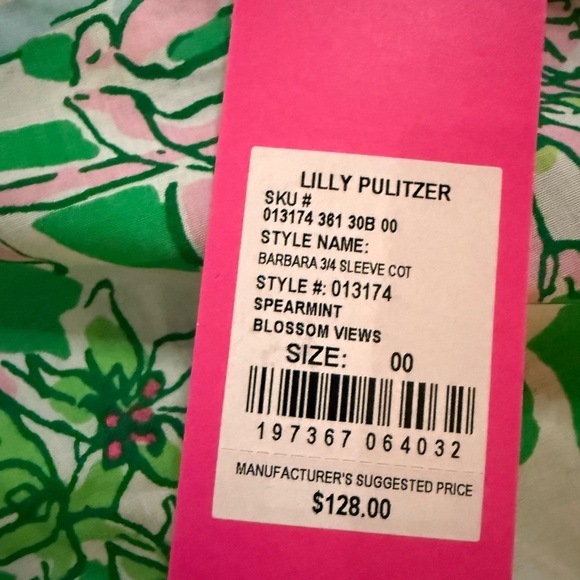 LILLY PULITZER
SKU #
013174 361 30B 00
STYLE NAME:
BARBARA 3/4 SLEEVE COT
STYLE #: 013174
SPEARMINT
BLOSSOM VIEWS
SIZE: 00
197367 064032
MANUFACTURER'S SUGGESTED PRICE
$128.00